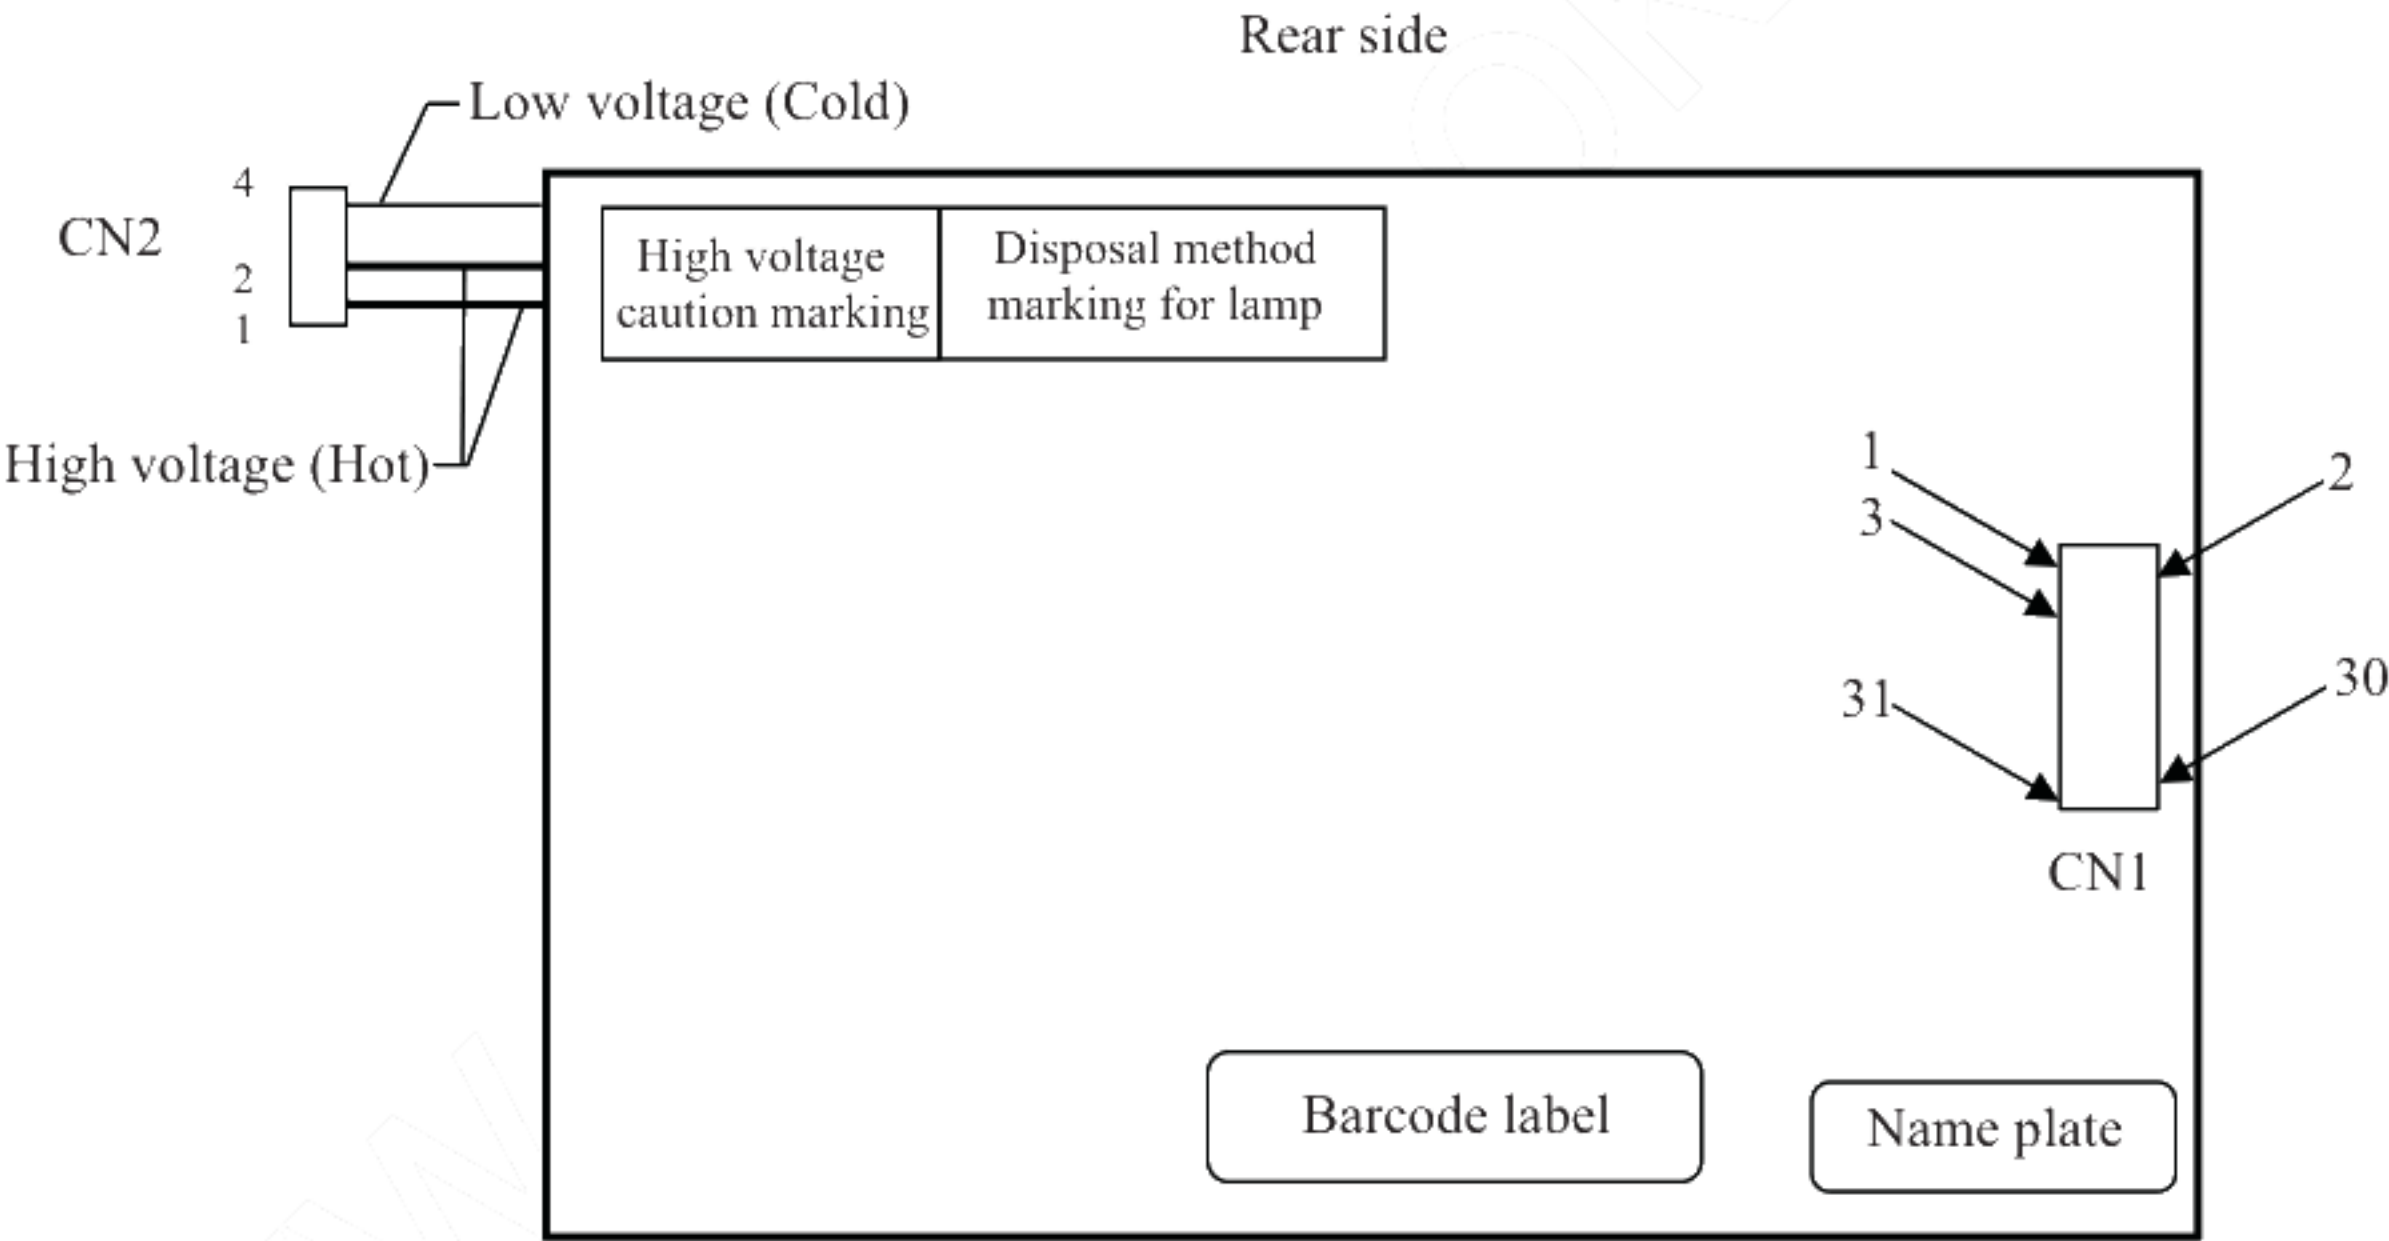 Rear side
Low voltage (Cold)
4
CN2
2
1
High voltage
caution marking
Disposal method
marking for lamp
High voltage (Hot)
1
2
3
31
30
CN1
Barcode label
Name plate